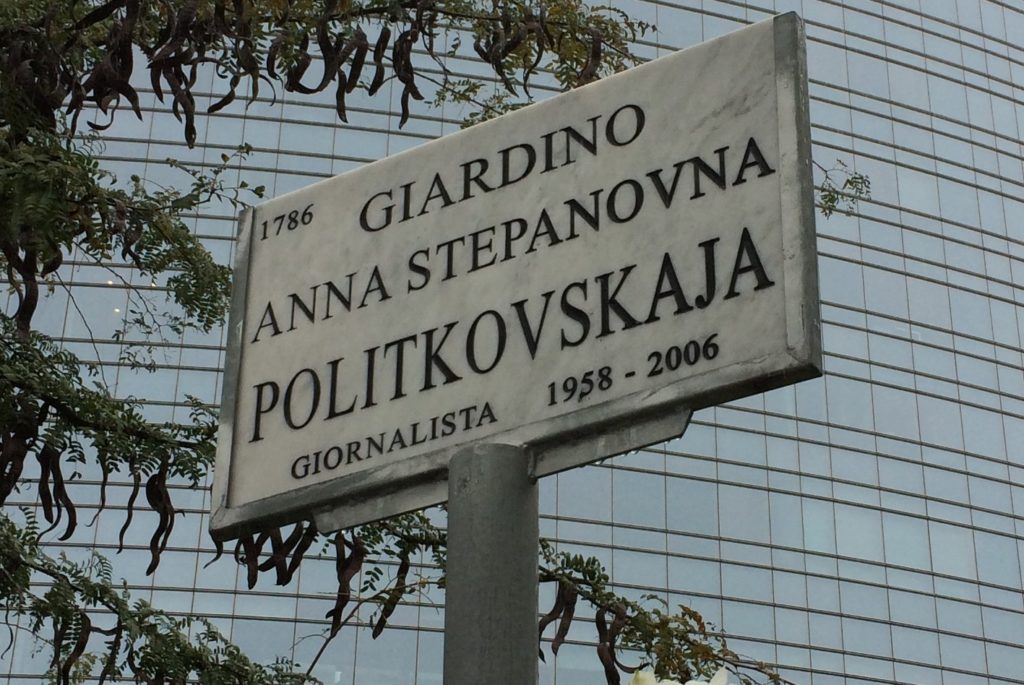 1786 GIARDINO
ANNA STEPANOVNA
POLITKOVSKAJA
GIORNALISTA 1958 - 2006